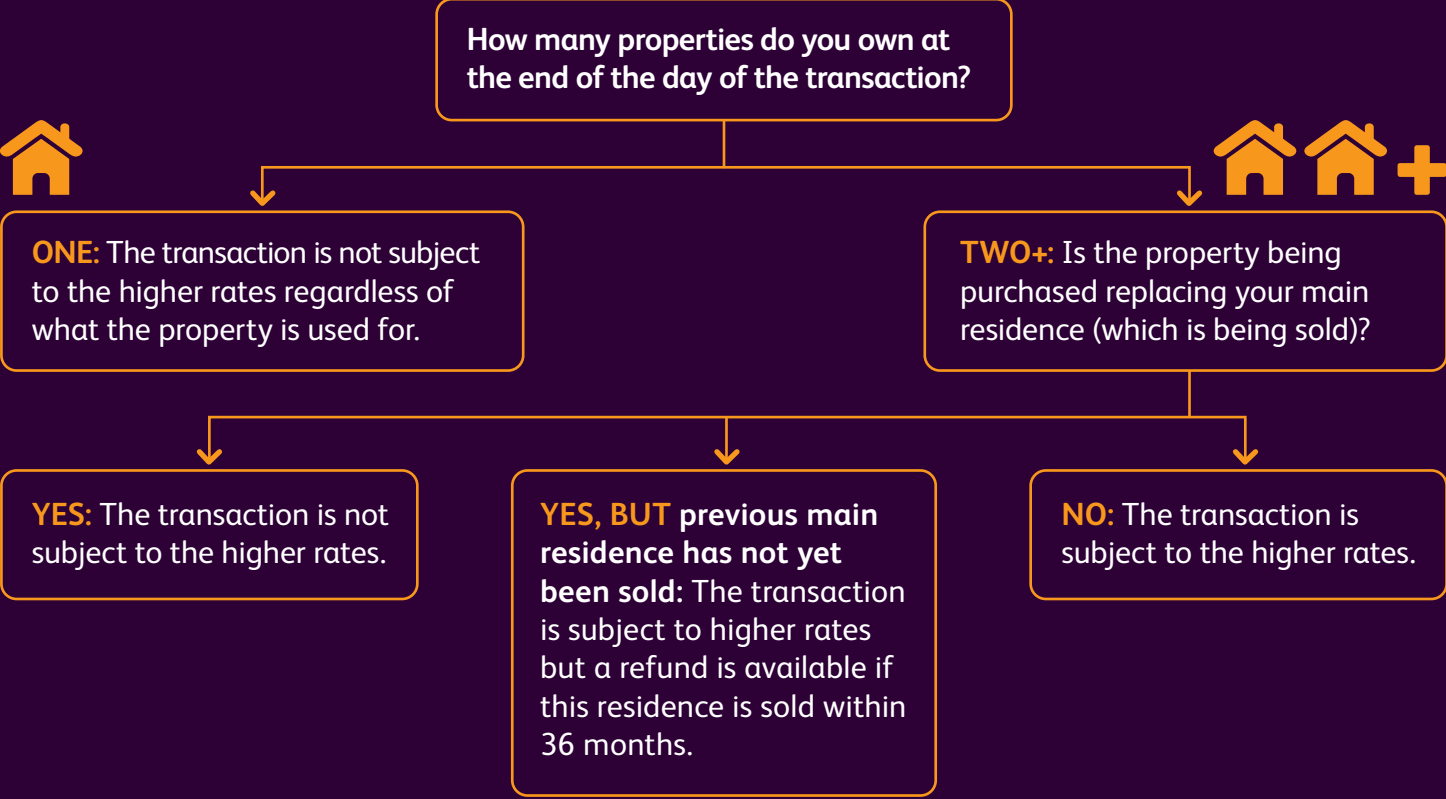 How many properties do you own at
the end of the day of the transaction?
ONE: The transaction is not subject
to the higher rates regardless of
what the property is used for.
TWO+: Is the property being
purchased replacing your main
residence (which is being sold)?
YES: The transaction is not
subject to the higher rates.
YES, BUT previous main
residence has not yet
been sold: The transaction
is subject to higher rates
but a refund is available if
this residence is sold within
36 months.
NO: The transaction is
subject to the higher rates.